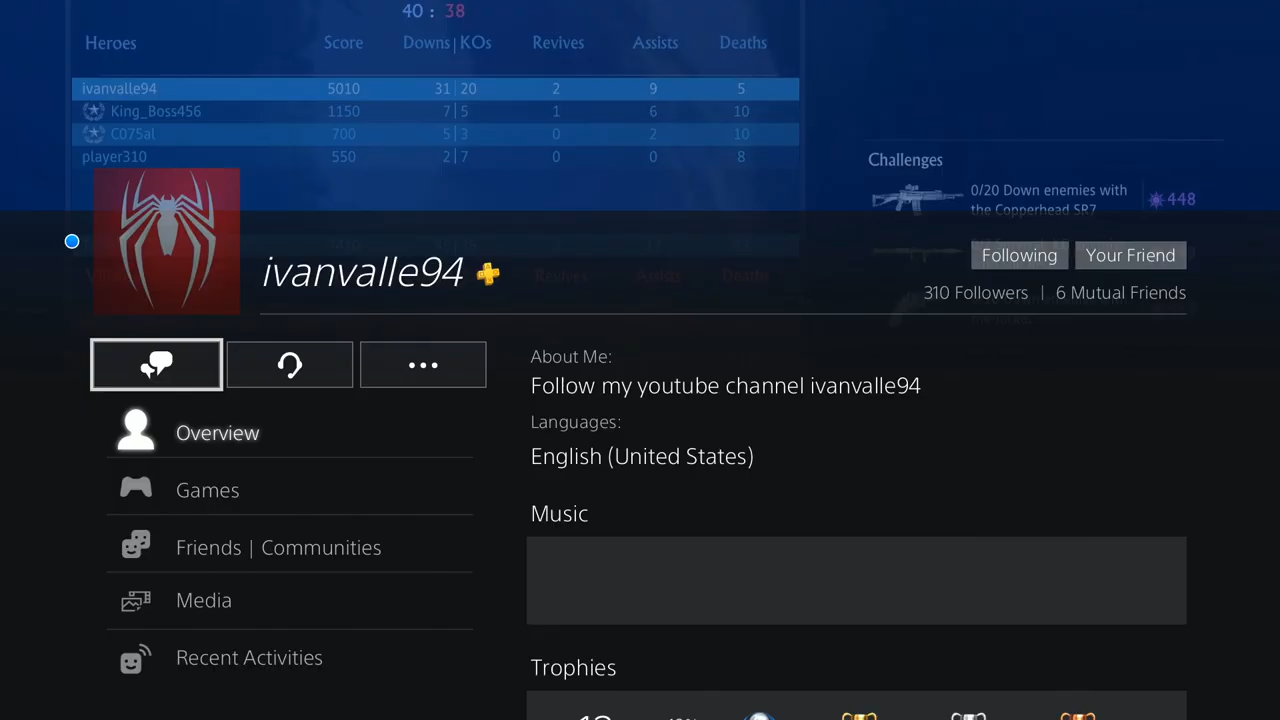 40 : 38
Heroes Score Downs | KOs Revives Assists Deaths
ivanvalle94 5010 31 | 20 2 9 5
King_Boss456 1150 7 | 5 1 6 10
C075al 700 5 | 3 0 2 10
player310 550 2 | 7 0 0 8
Challenges
0/20 Down enemies with
the Copperhead SR7
448
Revives Assists Deaths
ivanvalle94
Following Your Friend
310 Followers | 6 Mutual Friends
About Me:
Follow my youtube channel ivanvalle94
Languages:
English (United States)
Overview
Games
Friends | Communities
Media
Recent Activities
Music
Trophies